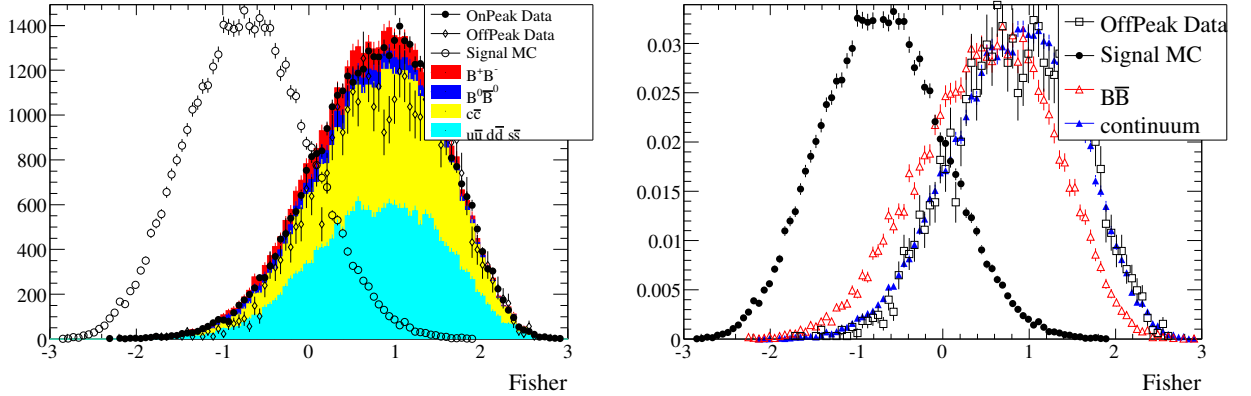 1400
1200
1000
800
600
400
200
0
-3
-2
-1
0
1
2
3
Fisher
OnPeak Data
OffPeak Data
Signal MC
B⁺B⁻
B⁰B̅⁰
cc̅
uu̅ dd̅ ss̅
0.03
0.025
0.02
0.015
0.01
0.005
0
-3
-2
-1
0
1
2
3
Fisher
OffPeak Data
Signal MC
BB̅
continuum